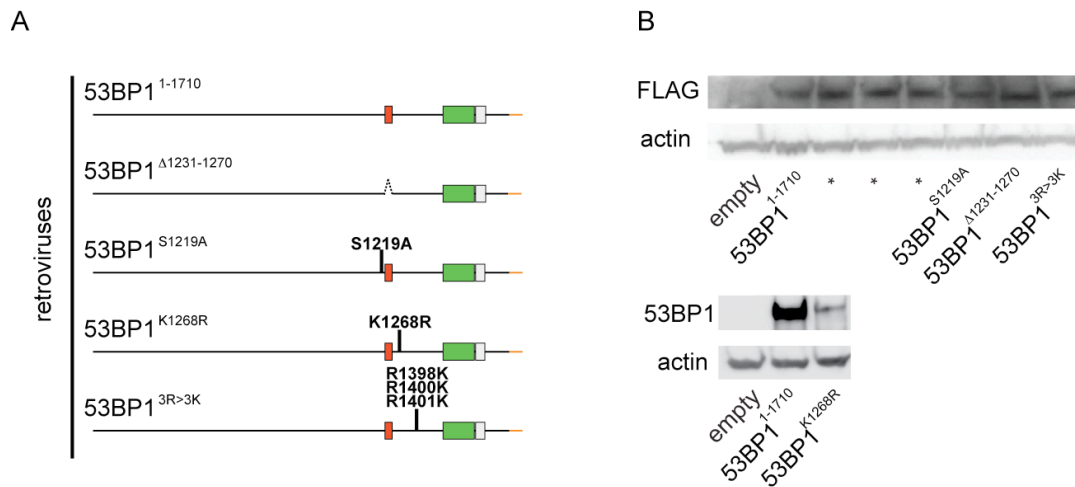 A
B
retroviruses
53BP1 1-1710
53BP1 Δ1231-1270
53BP1 S1219A
S1219A
53BP1 K1268R
K1268R
53BP1 3R>3K
R1398K
R1400K
R1401K
FLAG
actin
empty
53BP1 1-1710
*
*
*
53BP1 S1219A
53BP1 Δ1231-1270
53BP1 3R>3K
53BP1
actin
empty
53BP1 1-1710
53BP1 K1268R